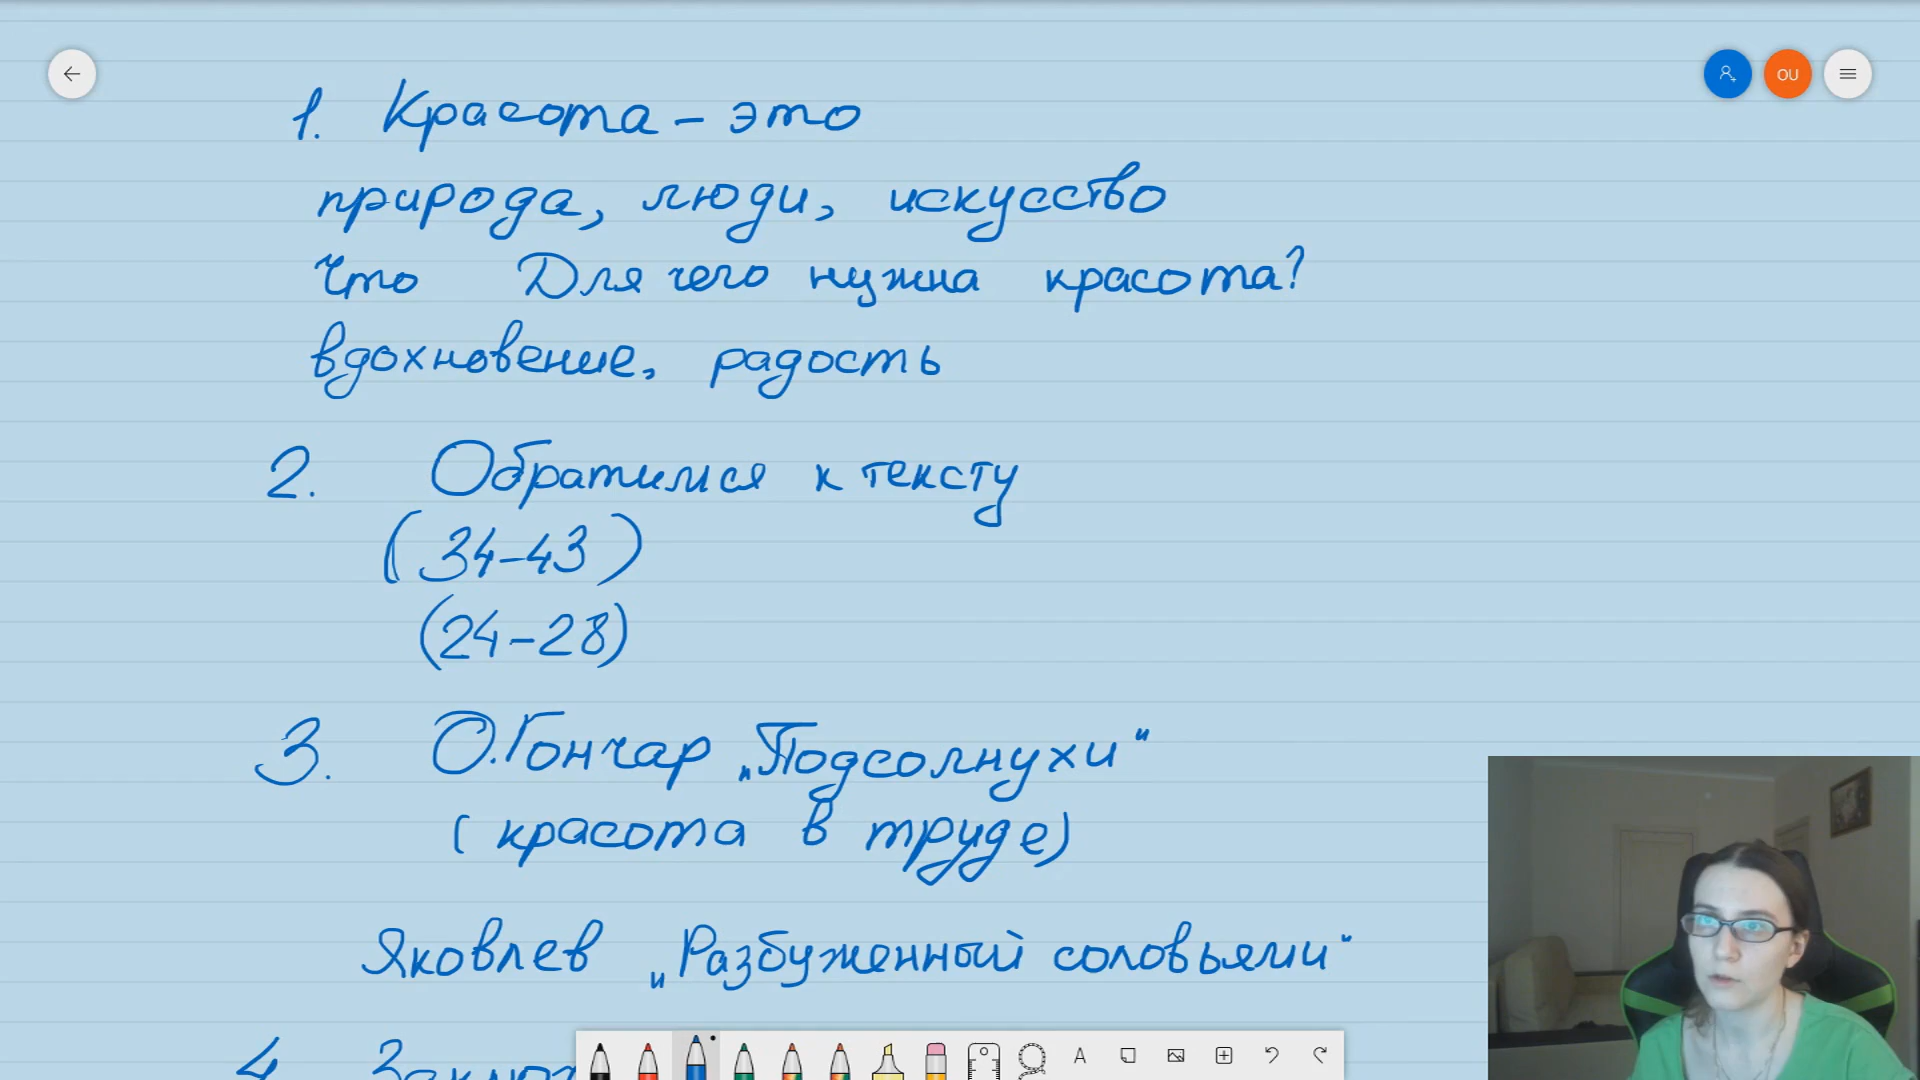 OU
1. Красота - это
природа, люди, искусство
Что Для чего нужна красота?
вдохновение, радость
2. Обратимся к тексту
(34-43)
(24-28)
3. О.Гончар „Подсолнухи“
(красота в труде)
Яковлев „Разбуженный соловьями“
4. Заключ